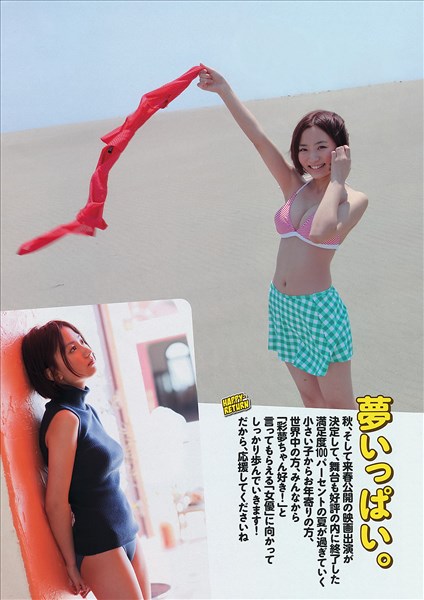 夢いっぱい。
秋、そして来春公開の映画出演が
決定して、舞台も好評の内に終了した
満足度100パーセントの夏が過ぎていく
小さい子からお年寄りの方、
世界中の方、みんなから
「彩夢ちゃん好き!」と
言ってもらえる「女優」に向かって
しっかり歩んでいきます!
だから、応援してくださいね
HAPPY
RETURN